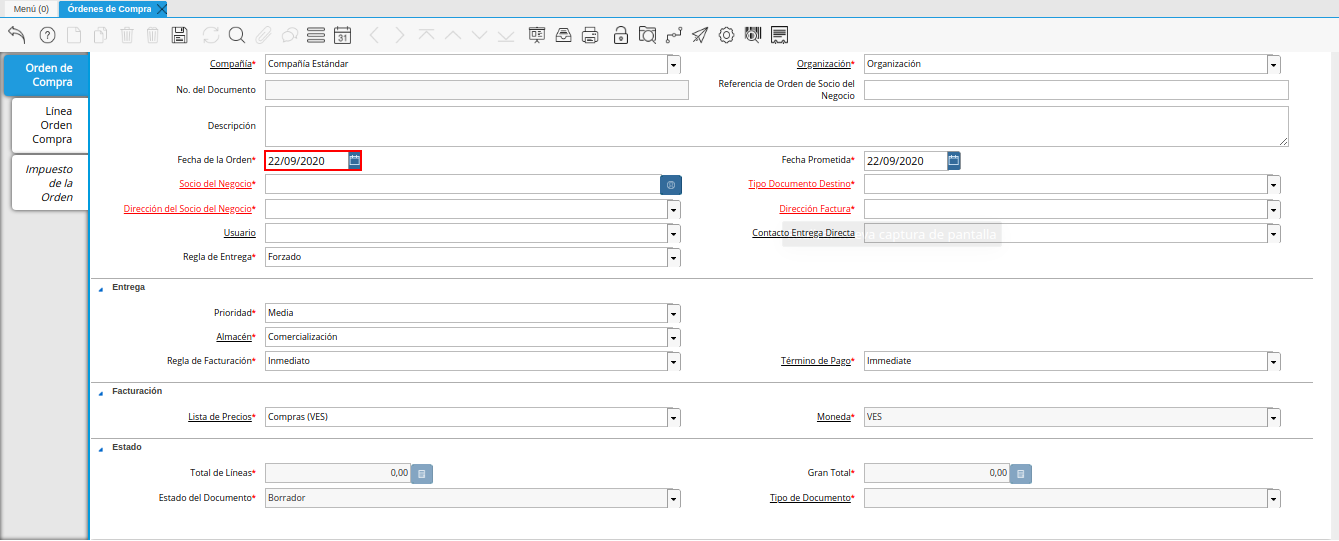 Menú (0)
Órdenes de Compra
31
Orden de
Compra
Línea
Orden
Compra
Impuesto
de la
Orden
Compañía* Compañía Estándar
Organización* Organización
No. del Documento
Referencia de Orden de Socio del
Negocio
Descripción
Fecha de la Orden* 22/09/2020
Fecha Prometida* 22/09/2020
Socio del Negocio*
Tipo Documento Destino*
Dirección del Socio del Negocio*
Dirección Factura*
Usuario
Contacto Entrega Directa
captura de pantalla
Regla de Entrega* Forzado
Entrega
Prioridad* Media
Almacén* Comercialización
Regla de Facturación* Inmediato
Término de Pago* Immediate
Facturación
Lista de Precios* Compras (VES)
Moneda* VES
Estado
Total de Líneas* 0,00
Gran Total* 0,00
Estado del Documento* Borrador
Tipo de Documento*